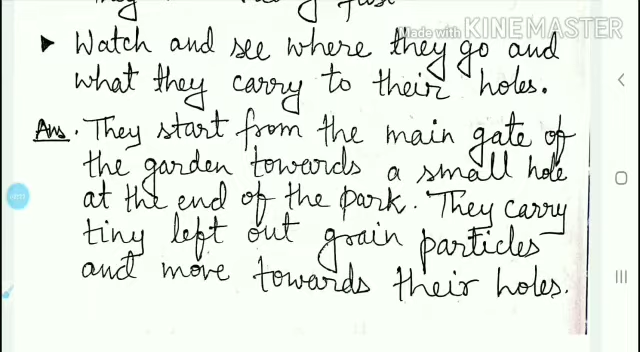 Made with KINEMASTER
▶ Watch and see where they go and
what they carry to their holes.
Ans. They start from the main gate of
the garden towards a small hole
at the end of the park. They carry
tiny left out grain particles
and move towards their holes.